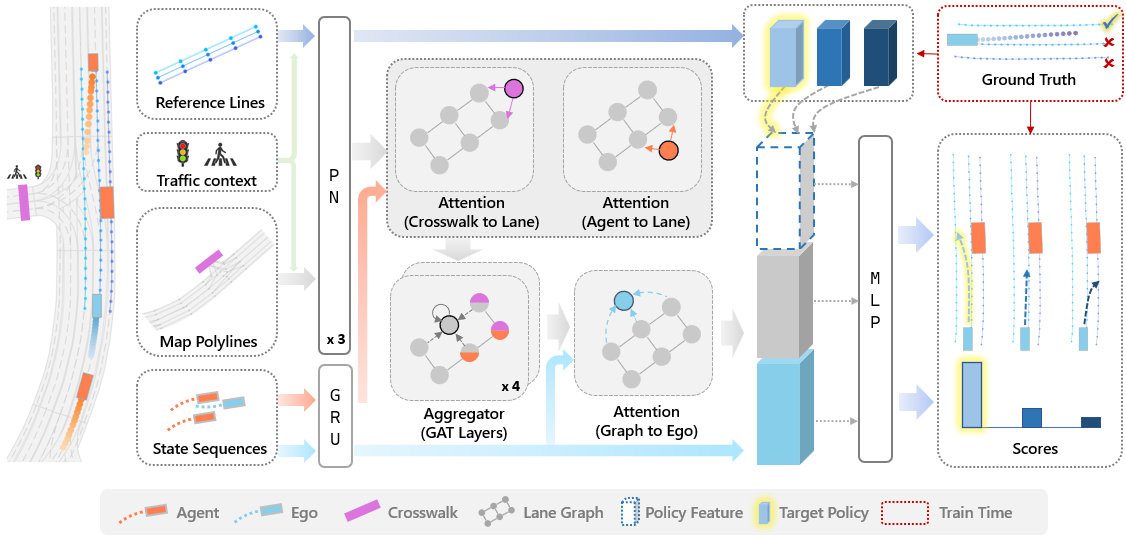 Reference Lines
Traffic context
Map Polylines
State Sequences
P
N
x 3
G
R
U
Attention
(Crosswalk to Lane)
Attention
(Agent to Lane)
Aggregator
(GAT Layers)
x 4
Attention
(Graph to Ego)
M
L
P
Ground Truth
Scores
Agent
Ego
Crosswalk
Lane Graph
Policy Feature
Target Policy
Train Time